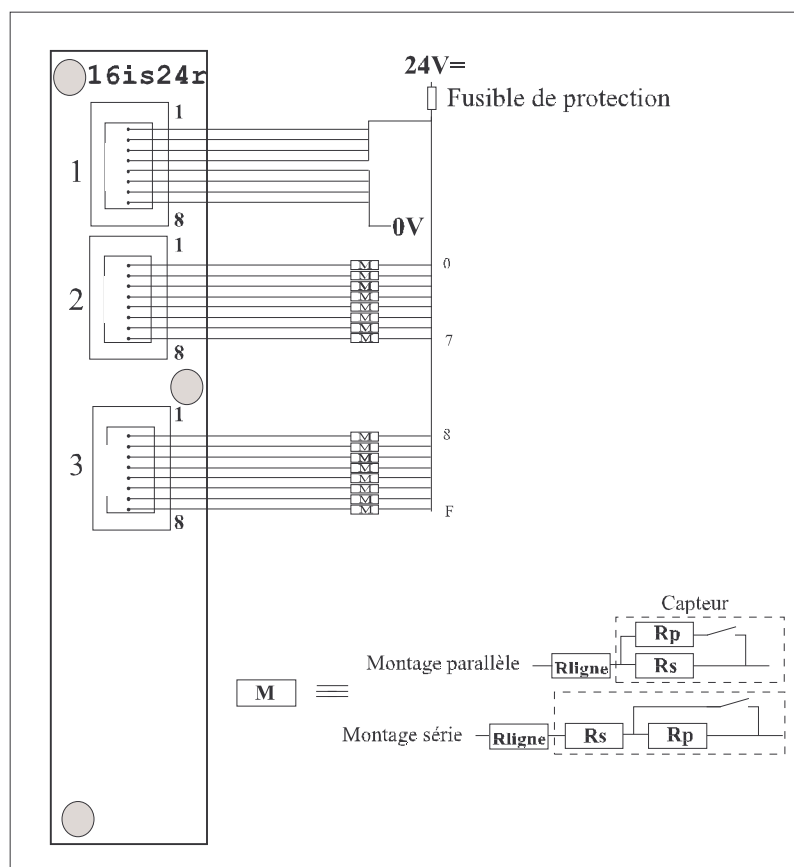 16is24r
24V=
Fusible de protection
1
1
8
0V
1
2
8
M
M
M
M
M
M
M
M
0
7
1
3
8
M
M
M
M
M
M
M
M
8
F
Capteur
Rp
Montage parallèle
Rligne
Rs
M
Montage série
Rligne
Rs
Rp